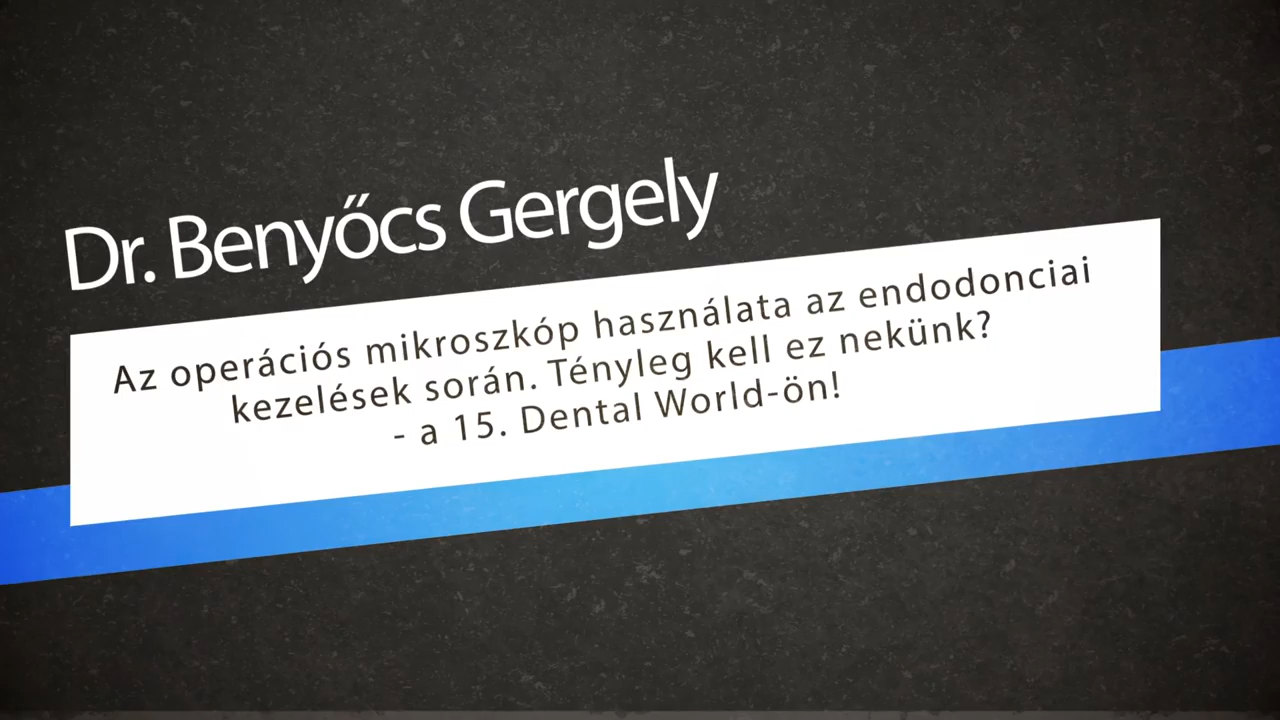 Dr. Benyőcs Gergely
Az operációs mikroszkóp használata az endodonciai
kezelések során. Tényleg kell ez nekünk?
- a 15. Dental World-ön!